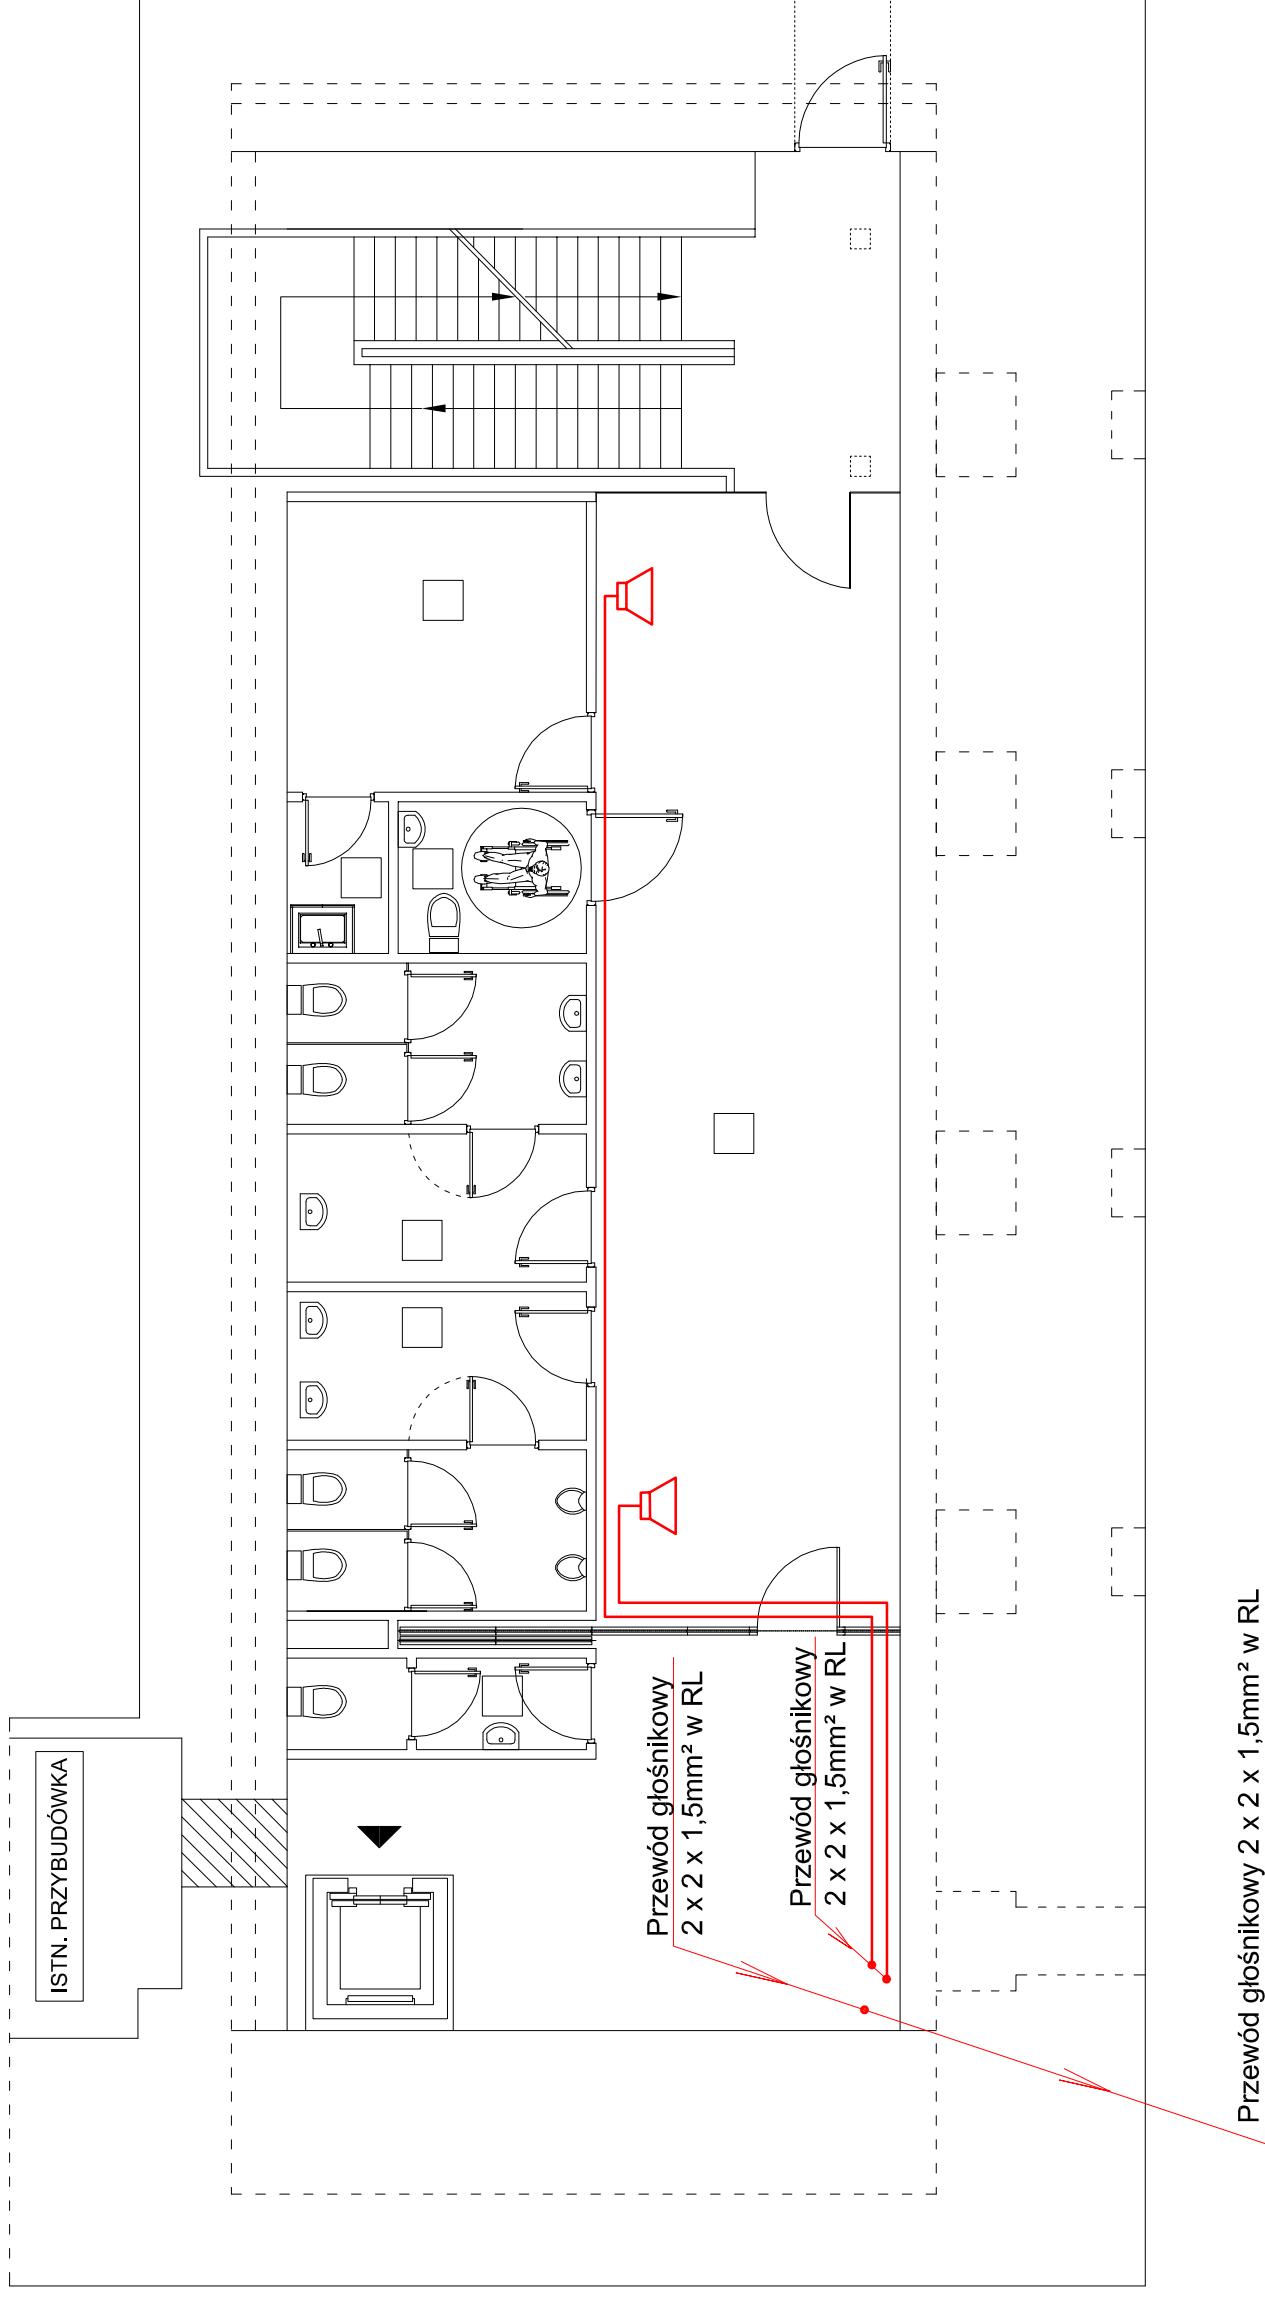 ISTN. PRZYBUDÓWKA
Przewód głośnikowy
2 x 2 x 1,5mm² w RL
Przewód głośnikowy
2 x 2 x 1,5mm² w RL
Przewód głośnikowy 2 x 2 x 1,5mm² w RL